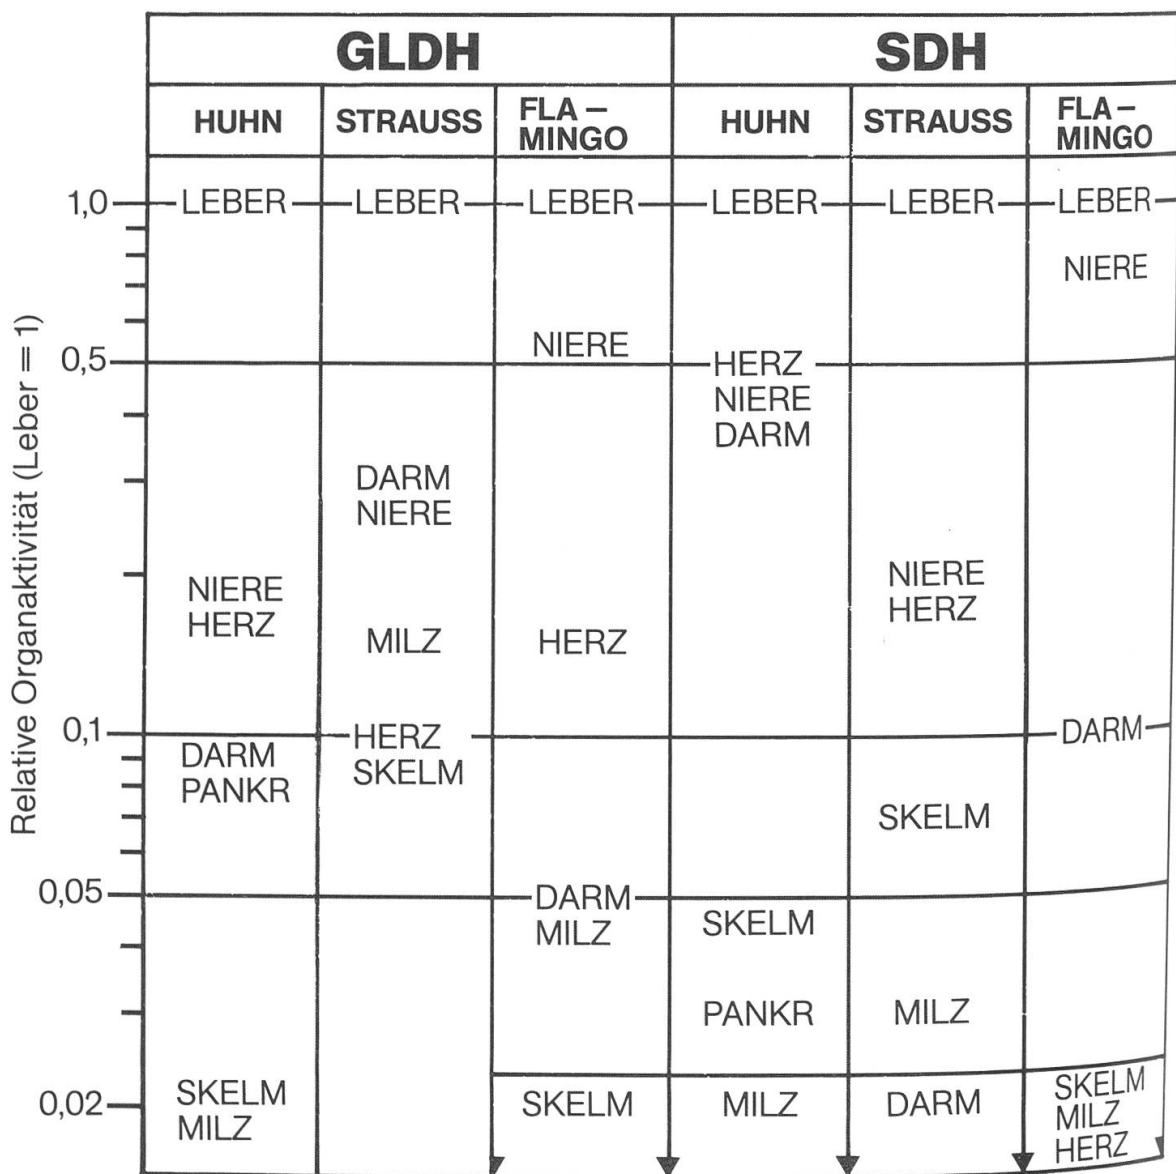 GLDH SDH
HUHN STRAUSS FLA – MINGO HUHN STRAUSS FLA – MINGO
Relative Organaktivität (Leber = 1)
1,0 LEBER LEBER LEBER LEBER LEBER LEBER
NIERE
NIERE
0,5 HERZ
NIERE
DARM
DARM
NIERE
NIERE NIERE
HERZ HERZ
MILZ HERZ
0,1 HERZ DARM
DARM SKELM
PANKR
SKELM
0,05 DARM
MILZ SKELM
PANKR MILZ
0,02 SKELM SKELM MILZ DARM SKELM
MILZ MILZ
HERZ